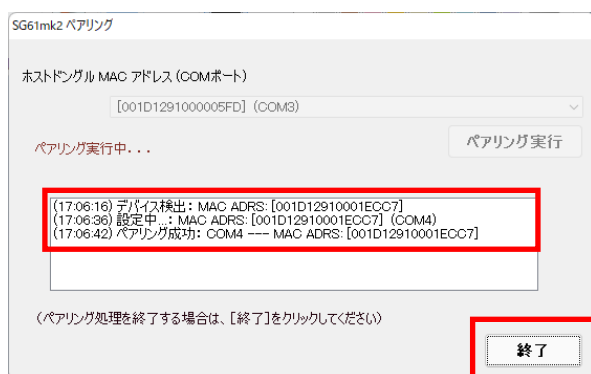 SG61mk2 ペアリング
ホストドングル MAC アドレス (COMポート)
[001D1291000005FD] (COM3)
ペアリング実行中・・・
ペアリング実行
(17:06:16) デバイス検出: MAC ADRS: [001D12910001ECC7]
(17:06:36) 設定中...: MAC ADRS: [001D12910001ECC7] (COM4)
(17:06:42) ペアリング成功: COM4 --- MAC ADRS: [001D12910001ECC7]
(ペアリング処理を終了する場合は、[終了]をクリックしてください)
終了